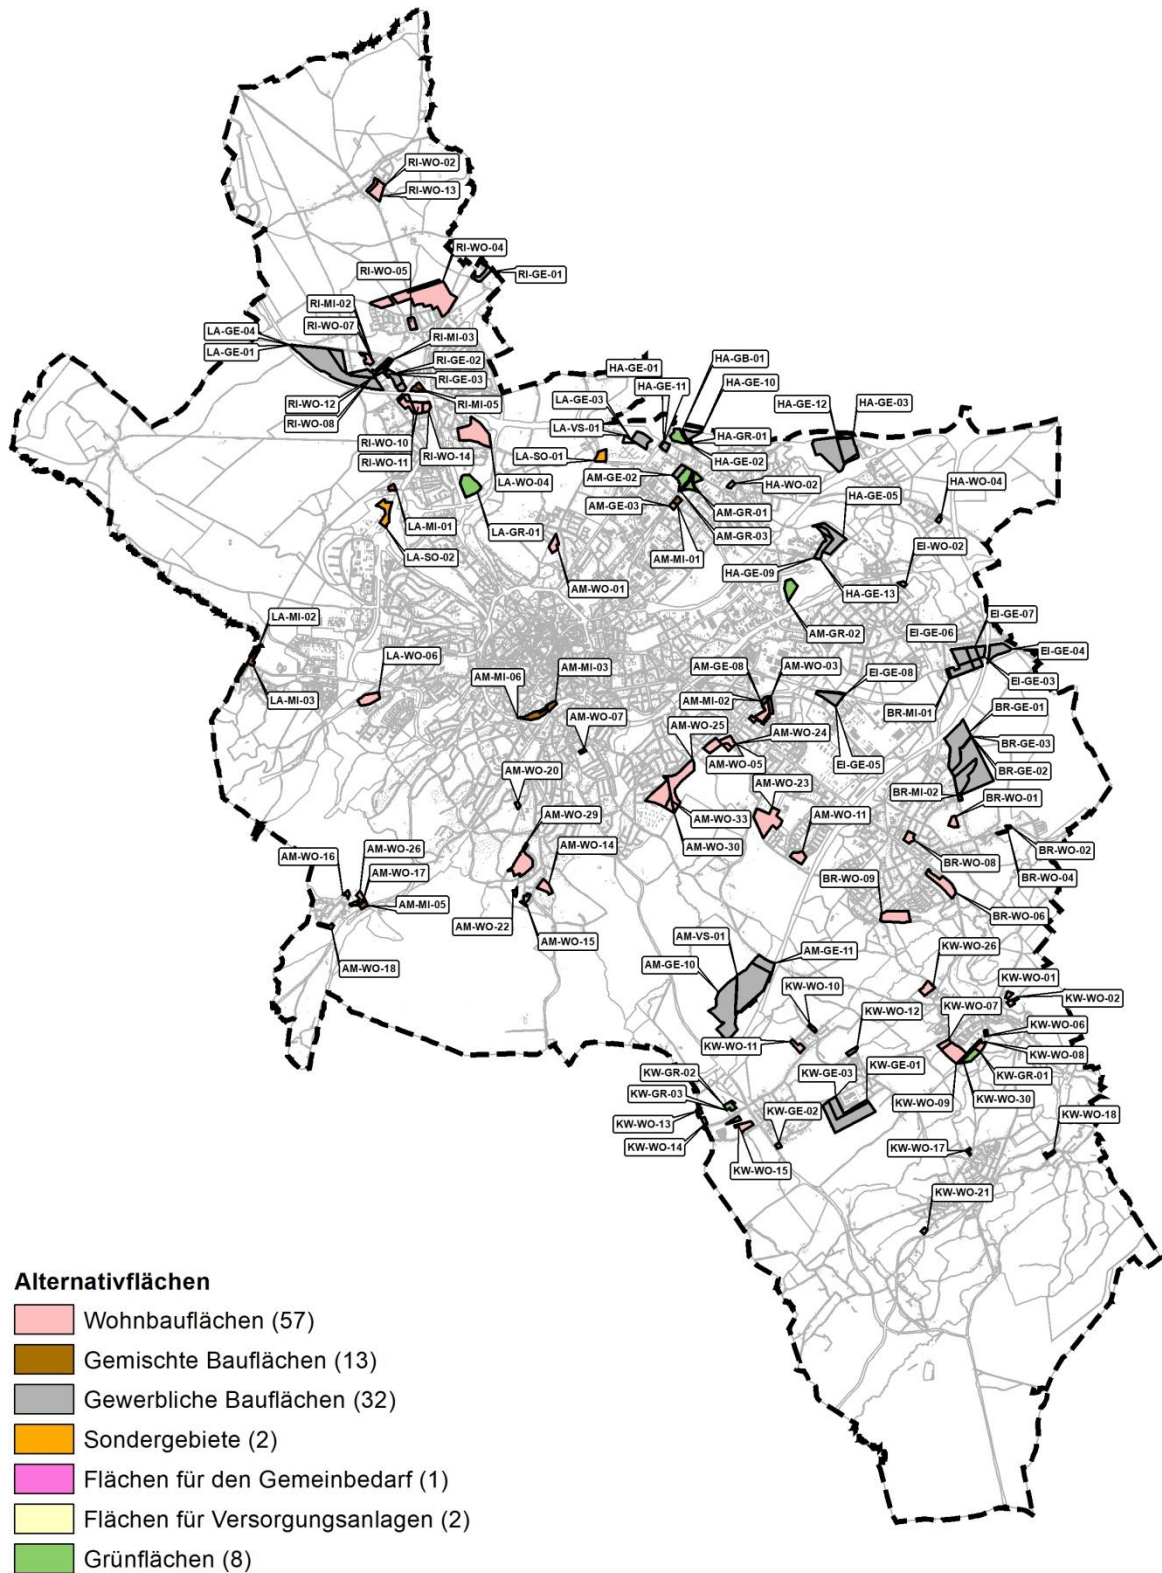 RI-WO-02
RI-WO-13
RI-WO-04
RI-WO-05
RI-GE-01
RI-MI-02
RI-WO-07
LA-GE-04
LA-GE-01
RI-MI-03
RI-GE-02
RI-GE-03
RI-WO-12
RI-WO-08
RI-MI-05
RI-WO-10
RI-WO-11
RI-WO-14
LA-WO-04
LA-MI-01
LA-GR-01
LA-SO-02
HA-GE-01
HA-GB-01
HA-GE-11
HA-GE-10
LA-GE-03
LA-VS-01
HA-GE-12
HA-GE-03
HA-GR-01
HA-GE-02
LA-SO-01
AM-GE-02
HA-WO-02
AM-GE-03
AM-GR-01
AM-GR-03
AM-MI-01
HA-GE-05
HA-WO-04
EI-WO-02
AM-WO-01
HA-GE-09
HA-GE-13
AM-GR-02
EI-GE-07
EI-GE-06
EI-GE-04
EI-GE-03
LA-MI-02
LA-WO-06
LA-MI-03
AM-MI-03
AM-MI-06
AM-GE-08
AM-WO-03
EI-GE-08
AM-MI-02
BR-MI-01
BR-GE-01
AM-WO-07
AM-WO-25
AM-WO-24
EI-GE-05
BR-GE-03
BR-GE-02
AM-WO-05
AM-WO-20
AM-WO-23
BR-MI-02
BR-WO-01
AM-WO-33
AM-WO-30
AM-WO-11
AM-WO-29
AM-WO-14
BR-WO-08
BR-WO-02
BR-WO-04
AM-WO-16
AM-WO-26
AM-WO-17
AM-MI-05
BR-WO-09
BR-WO-06
AM-WO-22
AM-WO-15
AM-WO-18
AM-VS-01
AM-GE-11
AM-GE-10
KW-WO-26
KW-WO-10
KW-WO-01
KW-WO-02
KW-WO-07
KW-WO-12
KW-WO-06
KW-WO-11
KW-WO-08
KW-GE-03
KW-GE-01
KW-GR-01
KW-GR-02
KW-GR-03
KW-WO-09
KW-WO-30
KW-WO-13
KW-GE-02
KW-WO-18
KW-WO-14
KW-WO-15
KW-WO-17
KW-WO-21
Alternativflächen
Wohnbauflächen (57)
Gemischte Bauflächen (13)
Gewerbliche Bauflächen (32)
Sondergebiete (2)
Flächen für den Gemeinbedarf (1)
Flächen für Versorgungsanlagen (2)
Grünflächen (8)